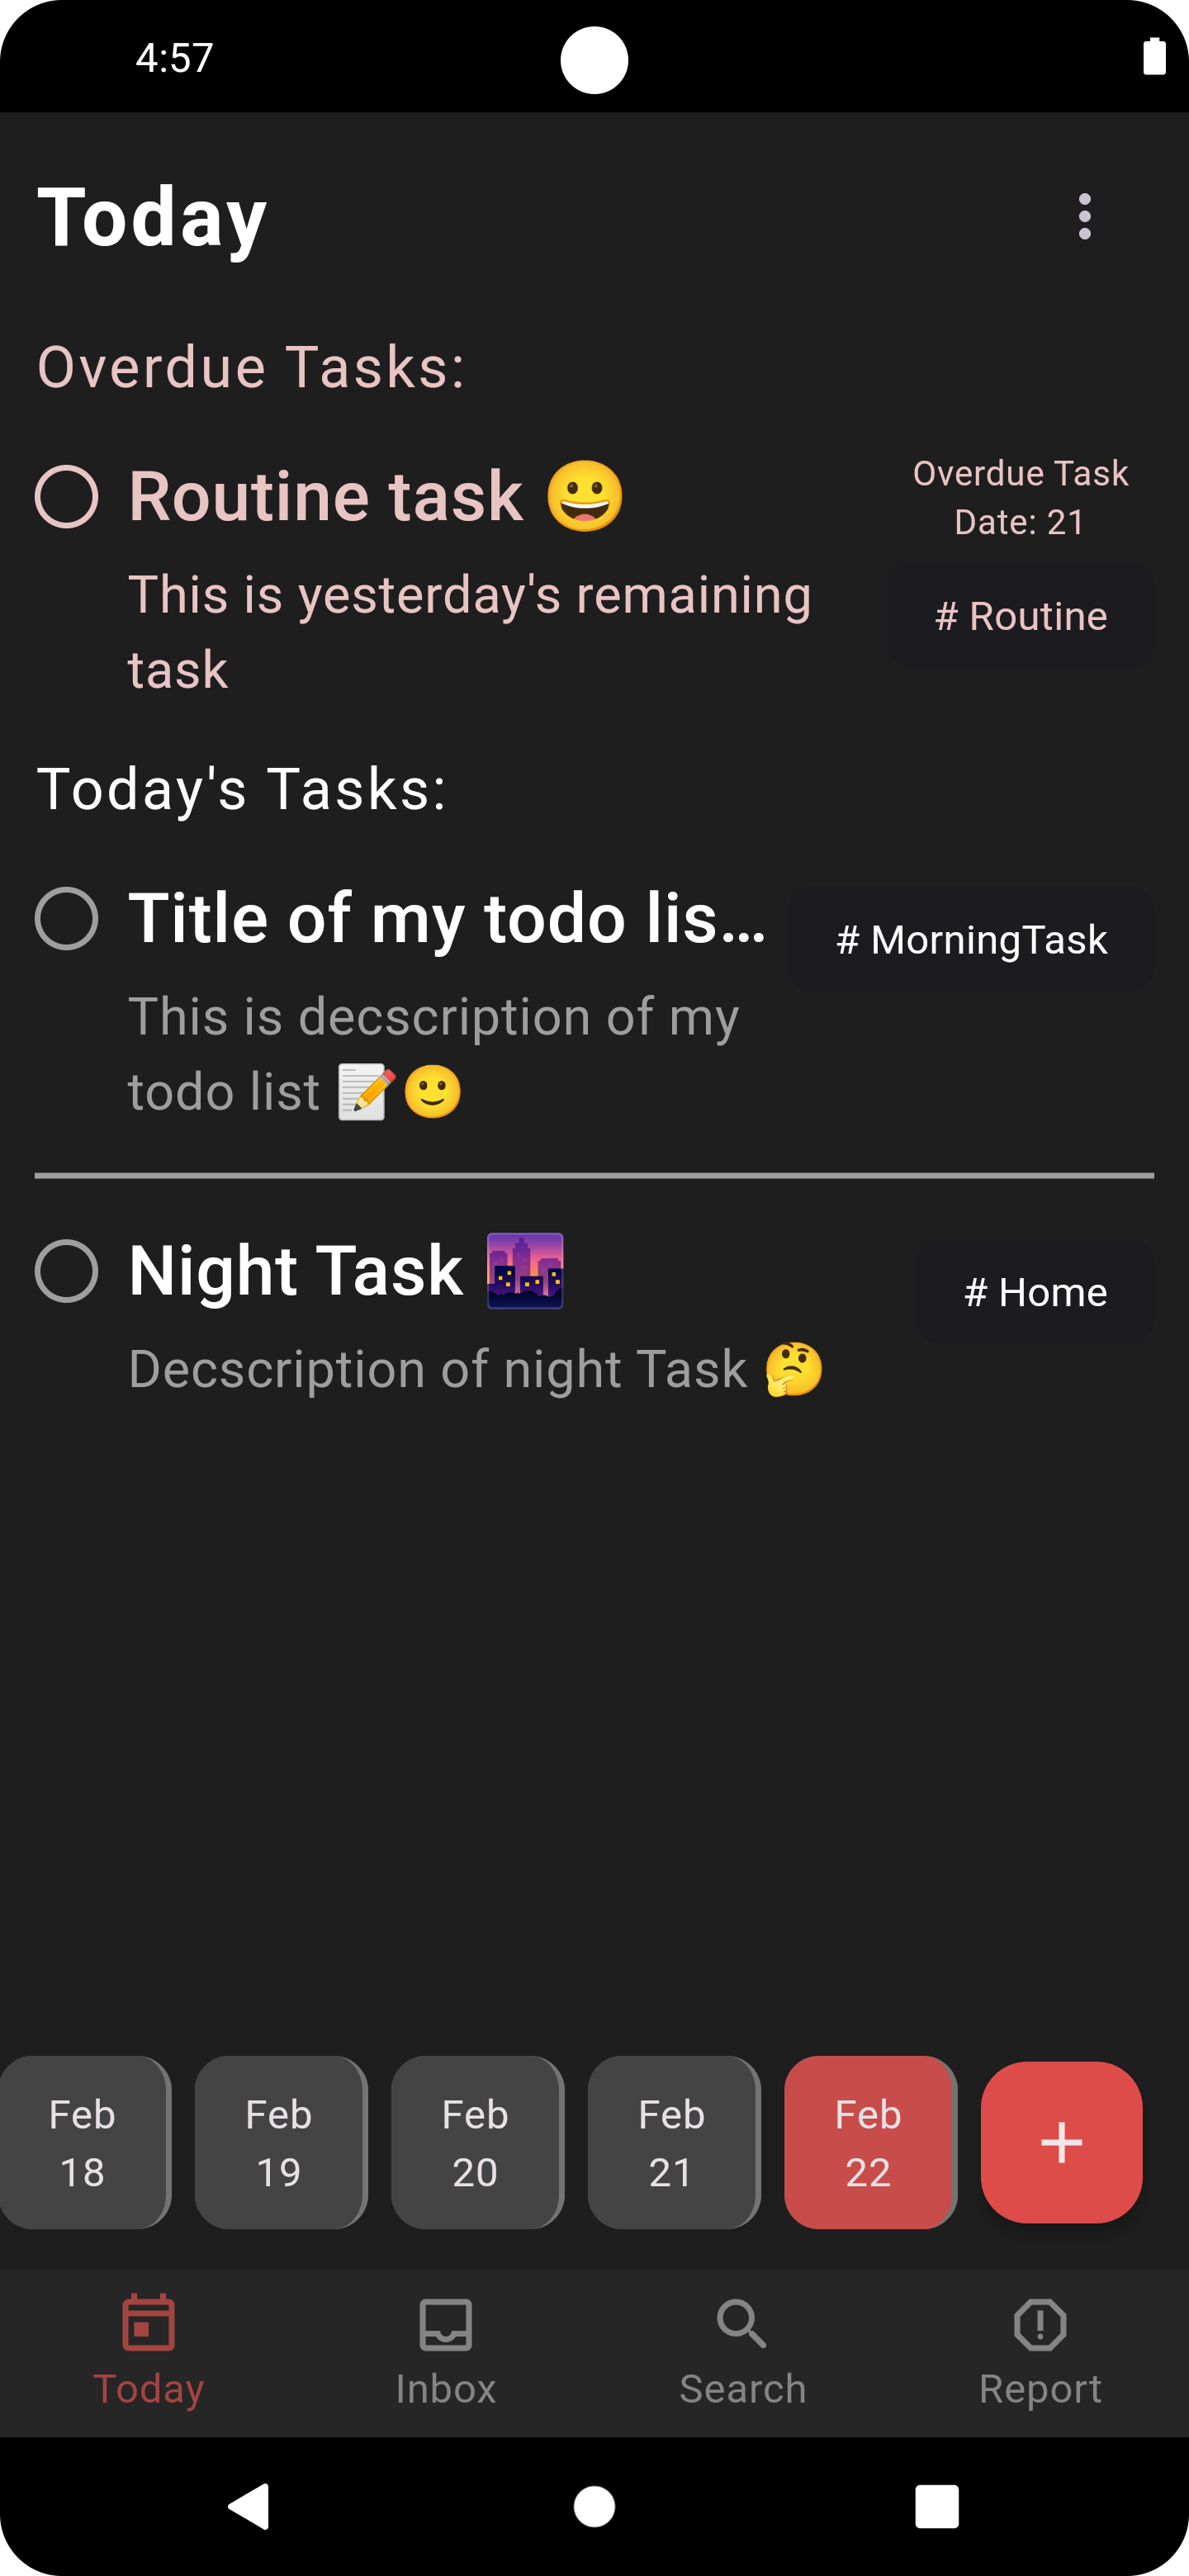 4:57
Today
Overdue Tasks:
Routine task 😀
Overdue Task
Date: 21
This is yesterday's remaining
task
# Routine
Today's Tasks:
Title of my todo lis...
# MorningTask
This is decscription of my
todo list 📝🙂
Night Task 🌆
# Home
Decscription of night Task 🤔
Feb
18
Feb
19
Feb
20
Feb
21
Feb
22
+
Today
Inbox
Search
Report